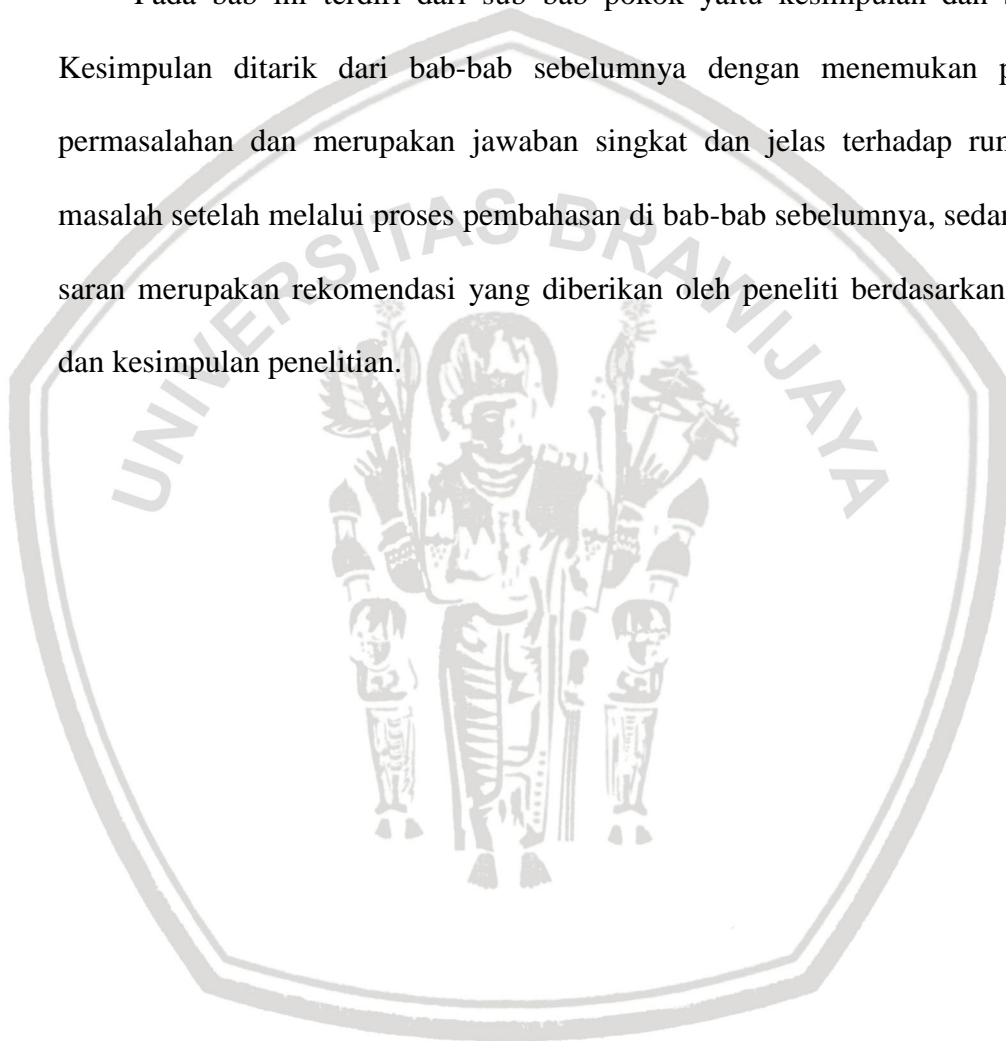 Pada bab ini terdiri dari sub bab pokok yaitu kesimpulan dan
Kesimpulan ditarik dari bab-bab sebelumnya dengan menemukan
permasalahan dan merupakan jawaban singkat dan jelas terhadap
masalah setelah melalui proses pembahasan di bab-bab sebelumnya,
saran merupakan rekomendasi yang diberikan oleh peneliti berdasarkan
dan kesimpulan penelitian.
UNIVERSITAS BRAWIJAYA